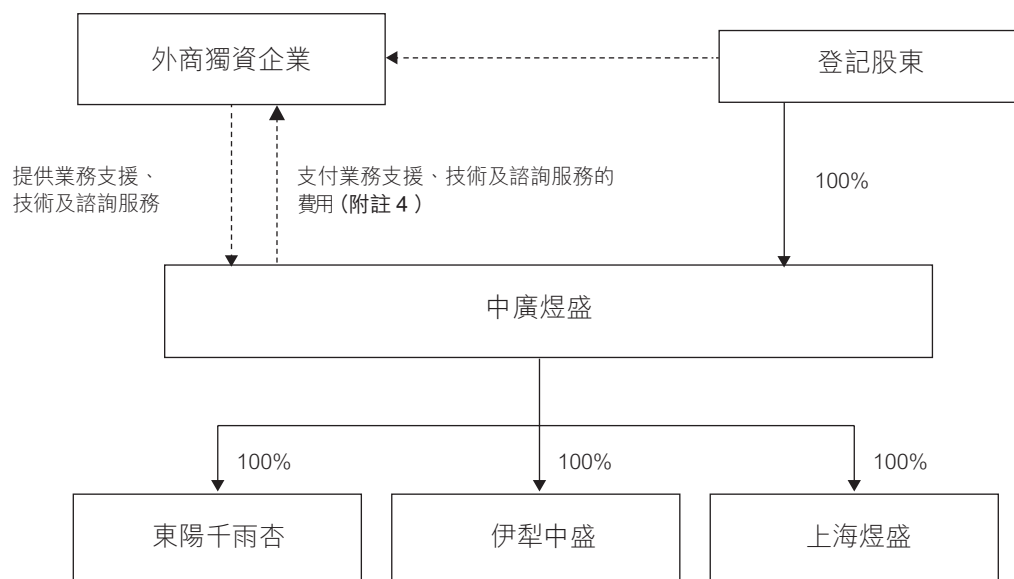 外商獨資企業
登記股東
提供業務支援、
技術及諮詢服務
支付業務支援、技術及諮詢服務的
費用(附註 4)
100%
中廣煜盛
100%
100%
100%
東陽千雨杏
伊犁中盛
上海煜盛